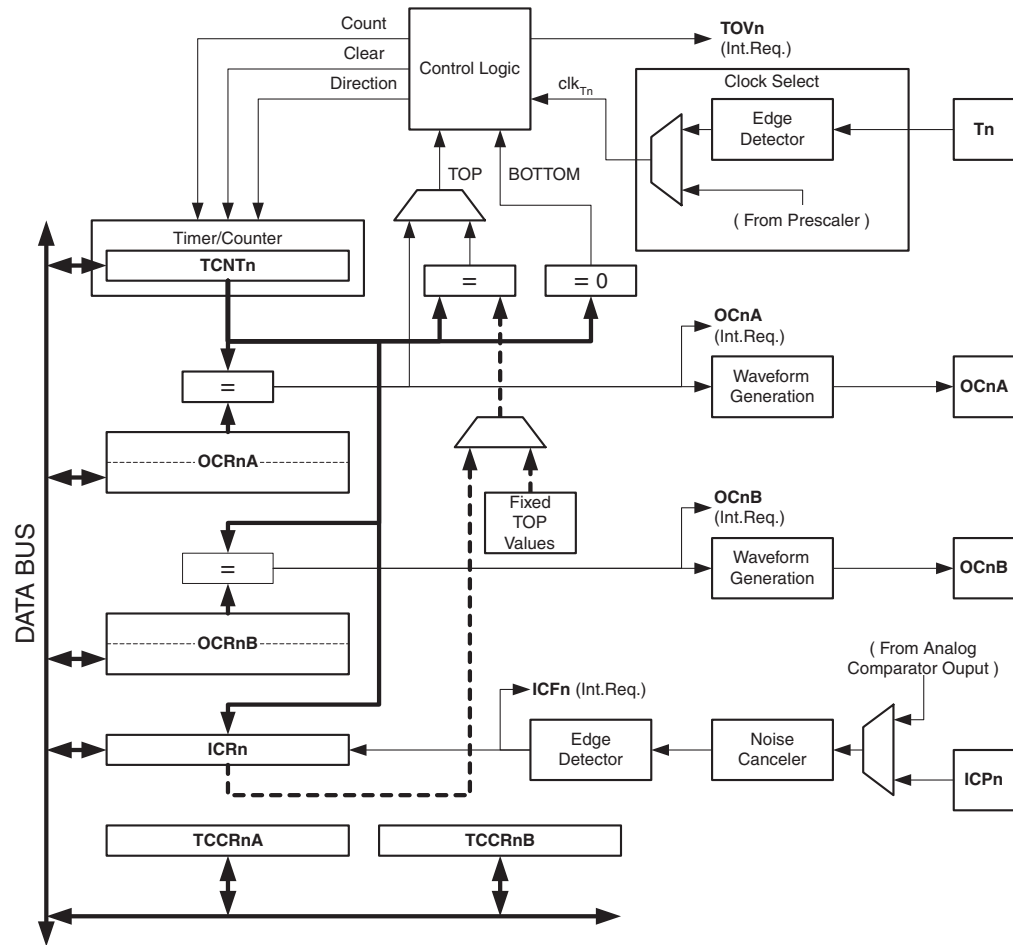 Count
Clear
Direction
Control Logic
TOVn
(Int.Req.)
clkTn
Clock Select
Edge
Detector
Tn
( From Prescaler )
TOP
BOTTOM
Timer/Counter
TCNTn
=
= 0
OCnA
(Int.Req.)
=
Waveform
Generation
OCnA
OCRnA
Fixed
TOP
Values
OCnB
(Int.Req.)
=
Waveform
Generation
OCnB
OCRnB
DATA BUS
( From Analog
Comparator Ouput )
ICFn (Int.Req.)
ICRn
Edge
Detector
Noise
Canceler
ICPn
TCCRnA
TCCRnB